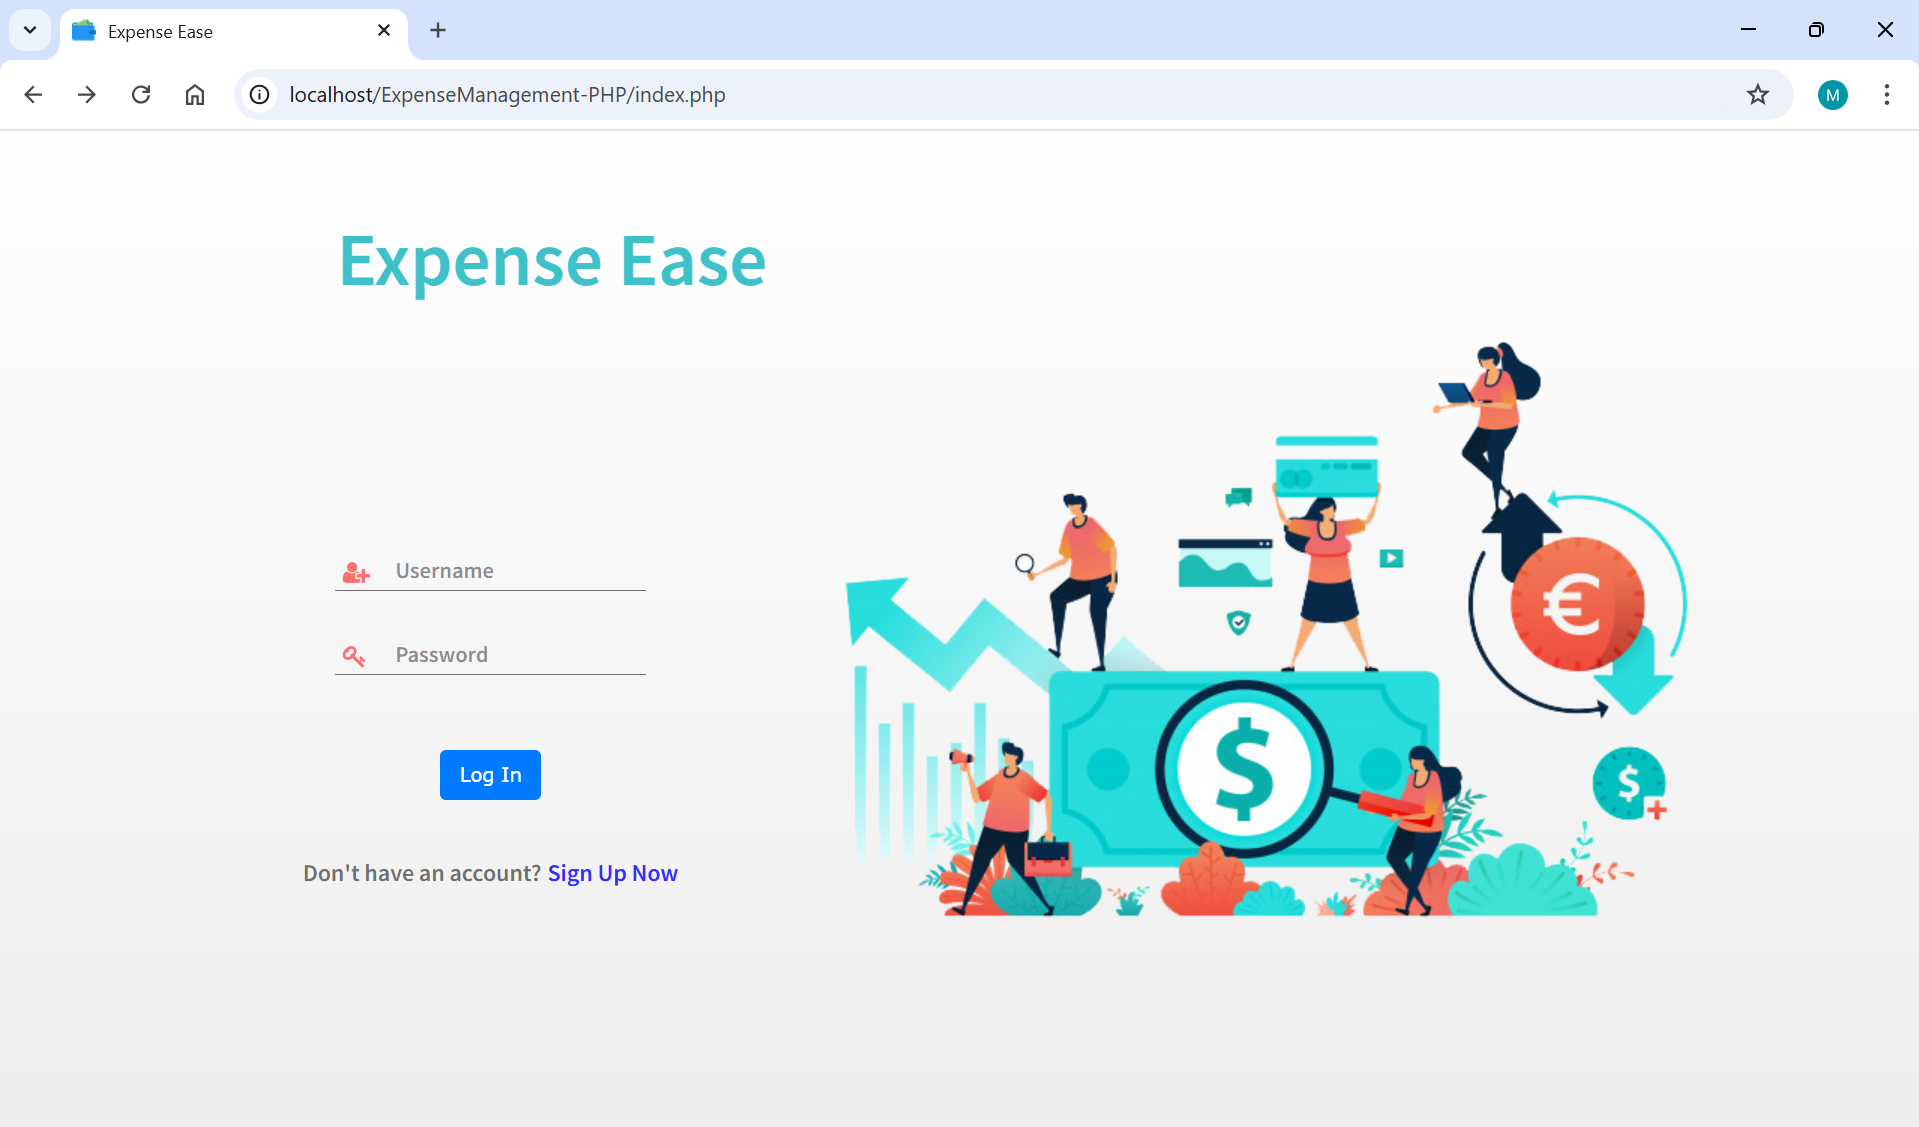 Expense Ease
localhost/ExpenseManagement-PHP/index.php
M
Expense Ease
Username
Password
Log In
Don't have an account? Sign Up Now
€
$
$